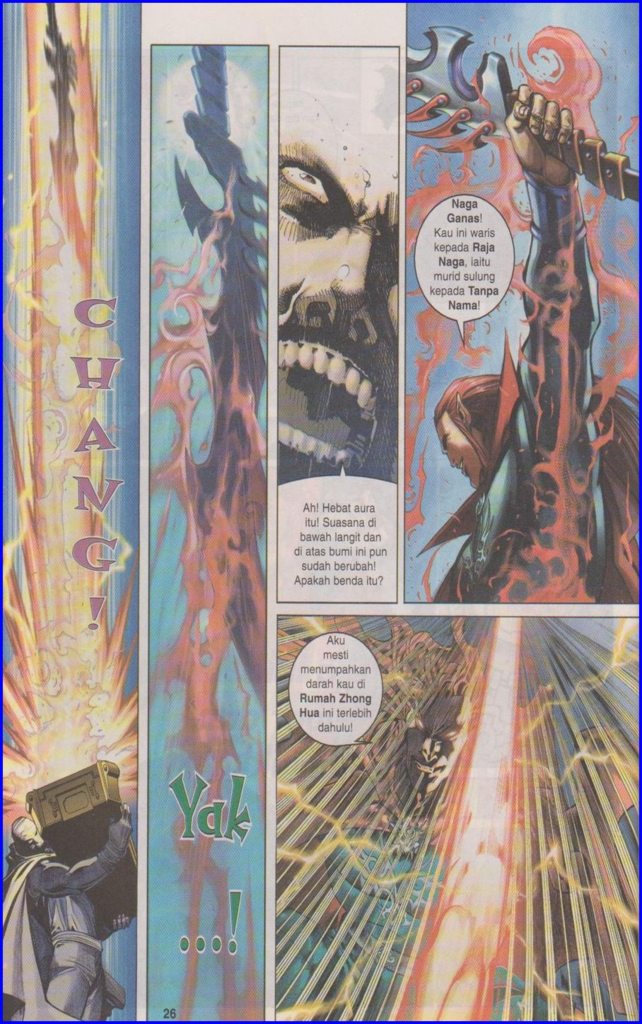 CHANG!
Yak
....!
Ah! Hebat aura
itu! Suasana di
bawah langit dan
di atas bumi ini pun
sudah berubah!
Apakah benda itu?
Naga
Ganas!
Kau ini waris
kepada Raja
Naga, iaitu
murid sulung
kepada Tanpa
Nama!
Aku
mesti
menumpahkan
darah kau di
Rumah Zhong
Hua ini terlebih
dahulu!
26